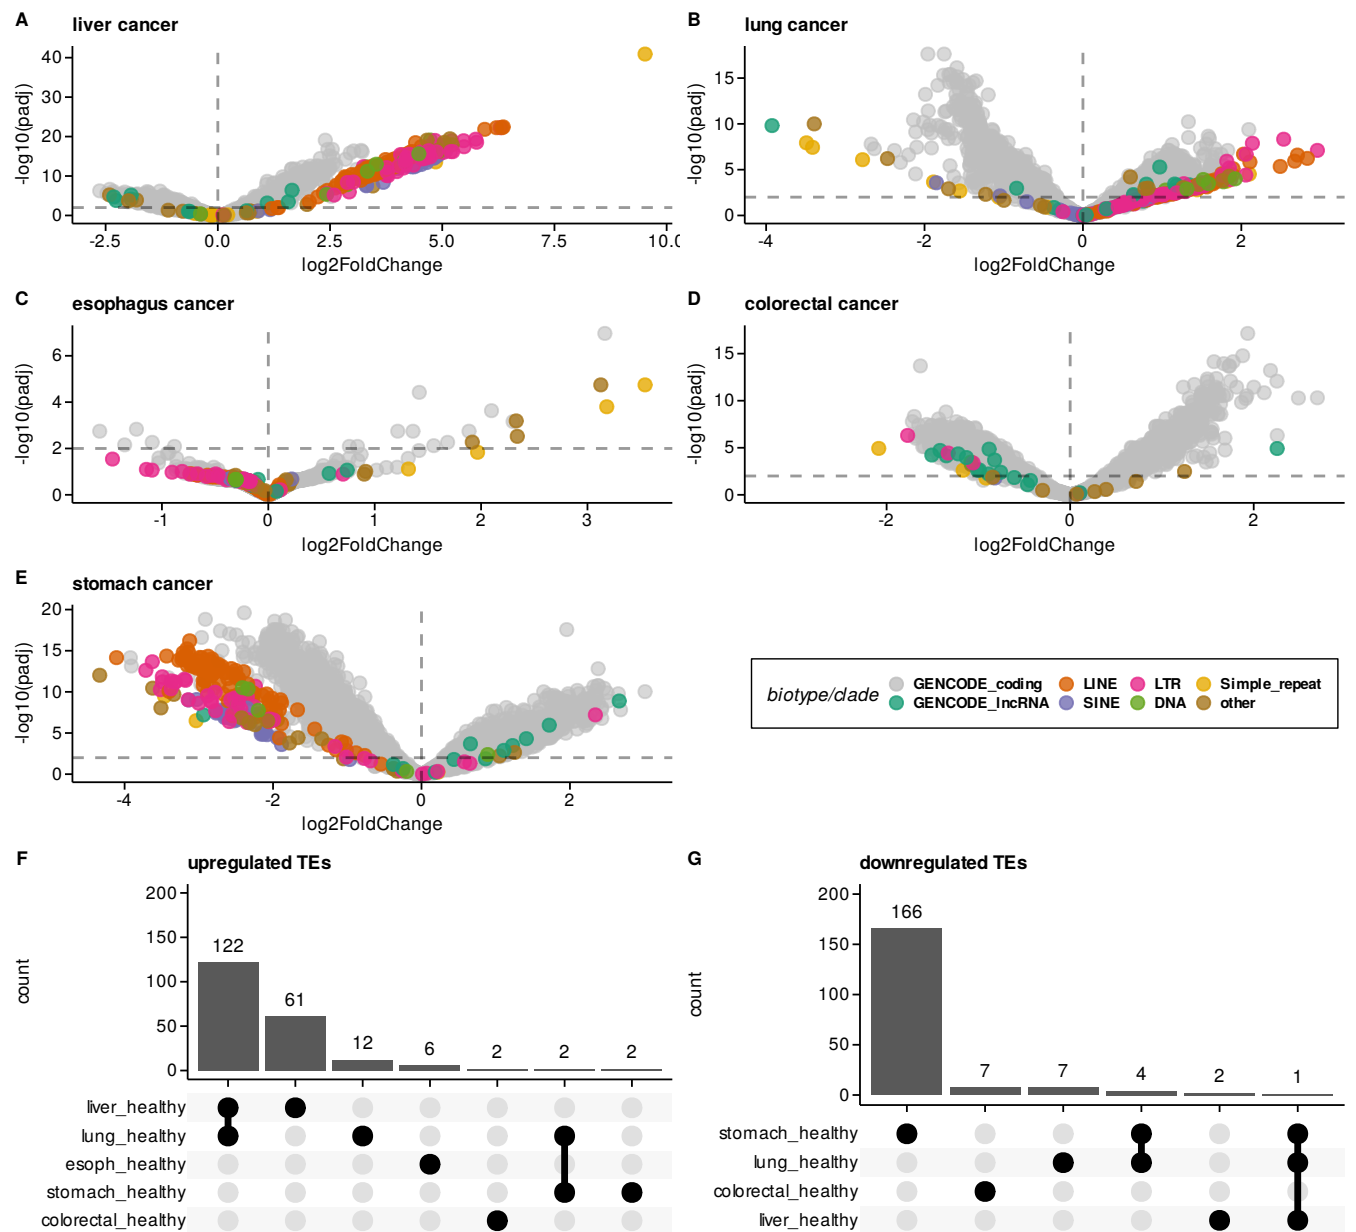 A
liver cancer
40
30
20
10
0
-log10(padj)
-2.5
0.0
2.5
5.0
7.5
10.
log2FoldChange
B
lung cancer
15
10
5
0
-log10(padj)
-4
-2
0
2
log2FoldChange
C
esophagus cancer
6
4
2
0
-log10(padj)
-1
0
1
2
3
log2FoldChange
D
colorectal cancer
15
10
5
0
-log10(padj)
-2
0
2
log2FoldChange
E
stomach cancer
20
15
10
5
0
-log10(padj)
-4
-2
0
2
log2FoldChange
biotype/clade
GENCODE_coding
LINE
LTR
Simple_repeat
GENCODE_lncRNA
SINE
DNA
other
F
upregulated TEs
200
150
100
50
0
count
122
61
12
6
2
2
2
liver_healthy
lung_healthy
esoph_healthy
stomach_healthy
colorectal_healthy
G
downregulated TEs
200
150
100
50
0
count
166
7
7
4
2
1
stomach_healthy
lung_healthy
colorectal_healthy
liver_healthy